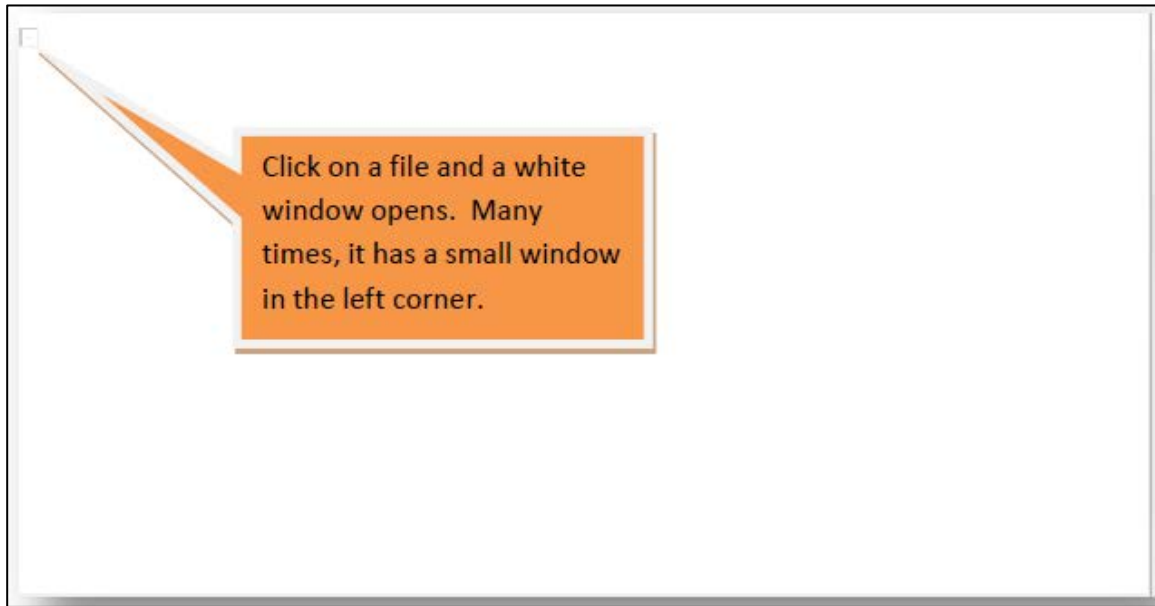 Click on a file and a white
window opens.  Many
times, it has a small window
in the left corner.